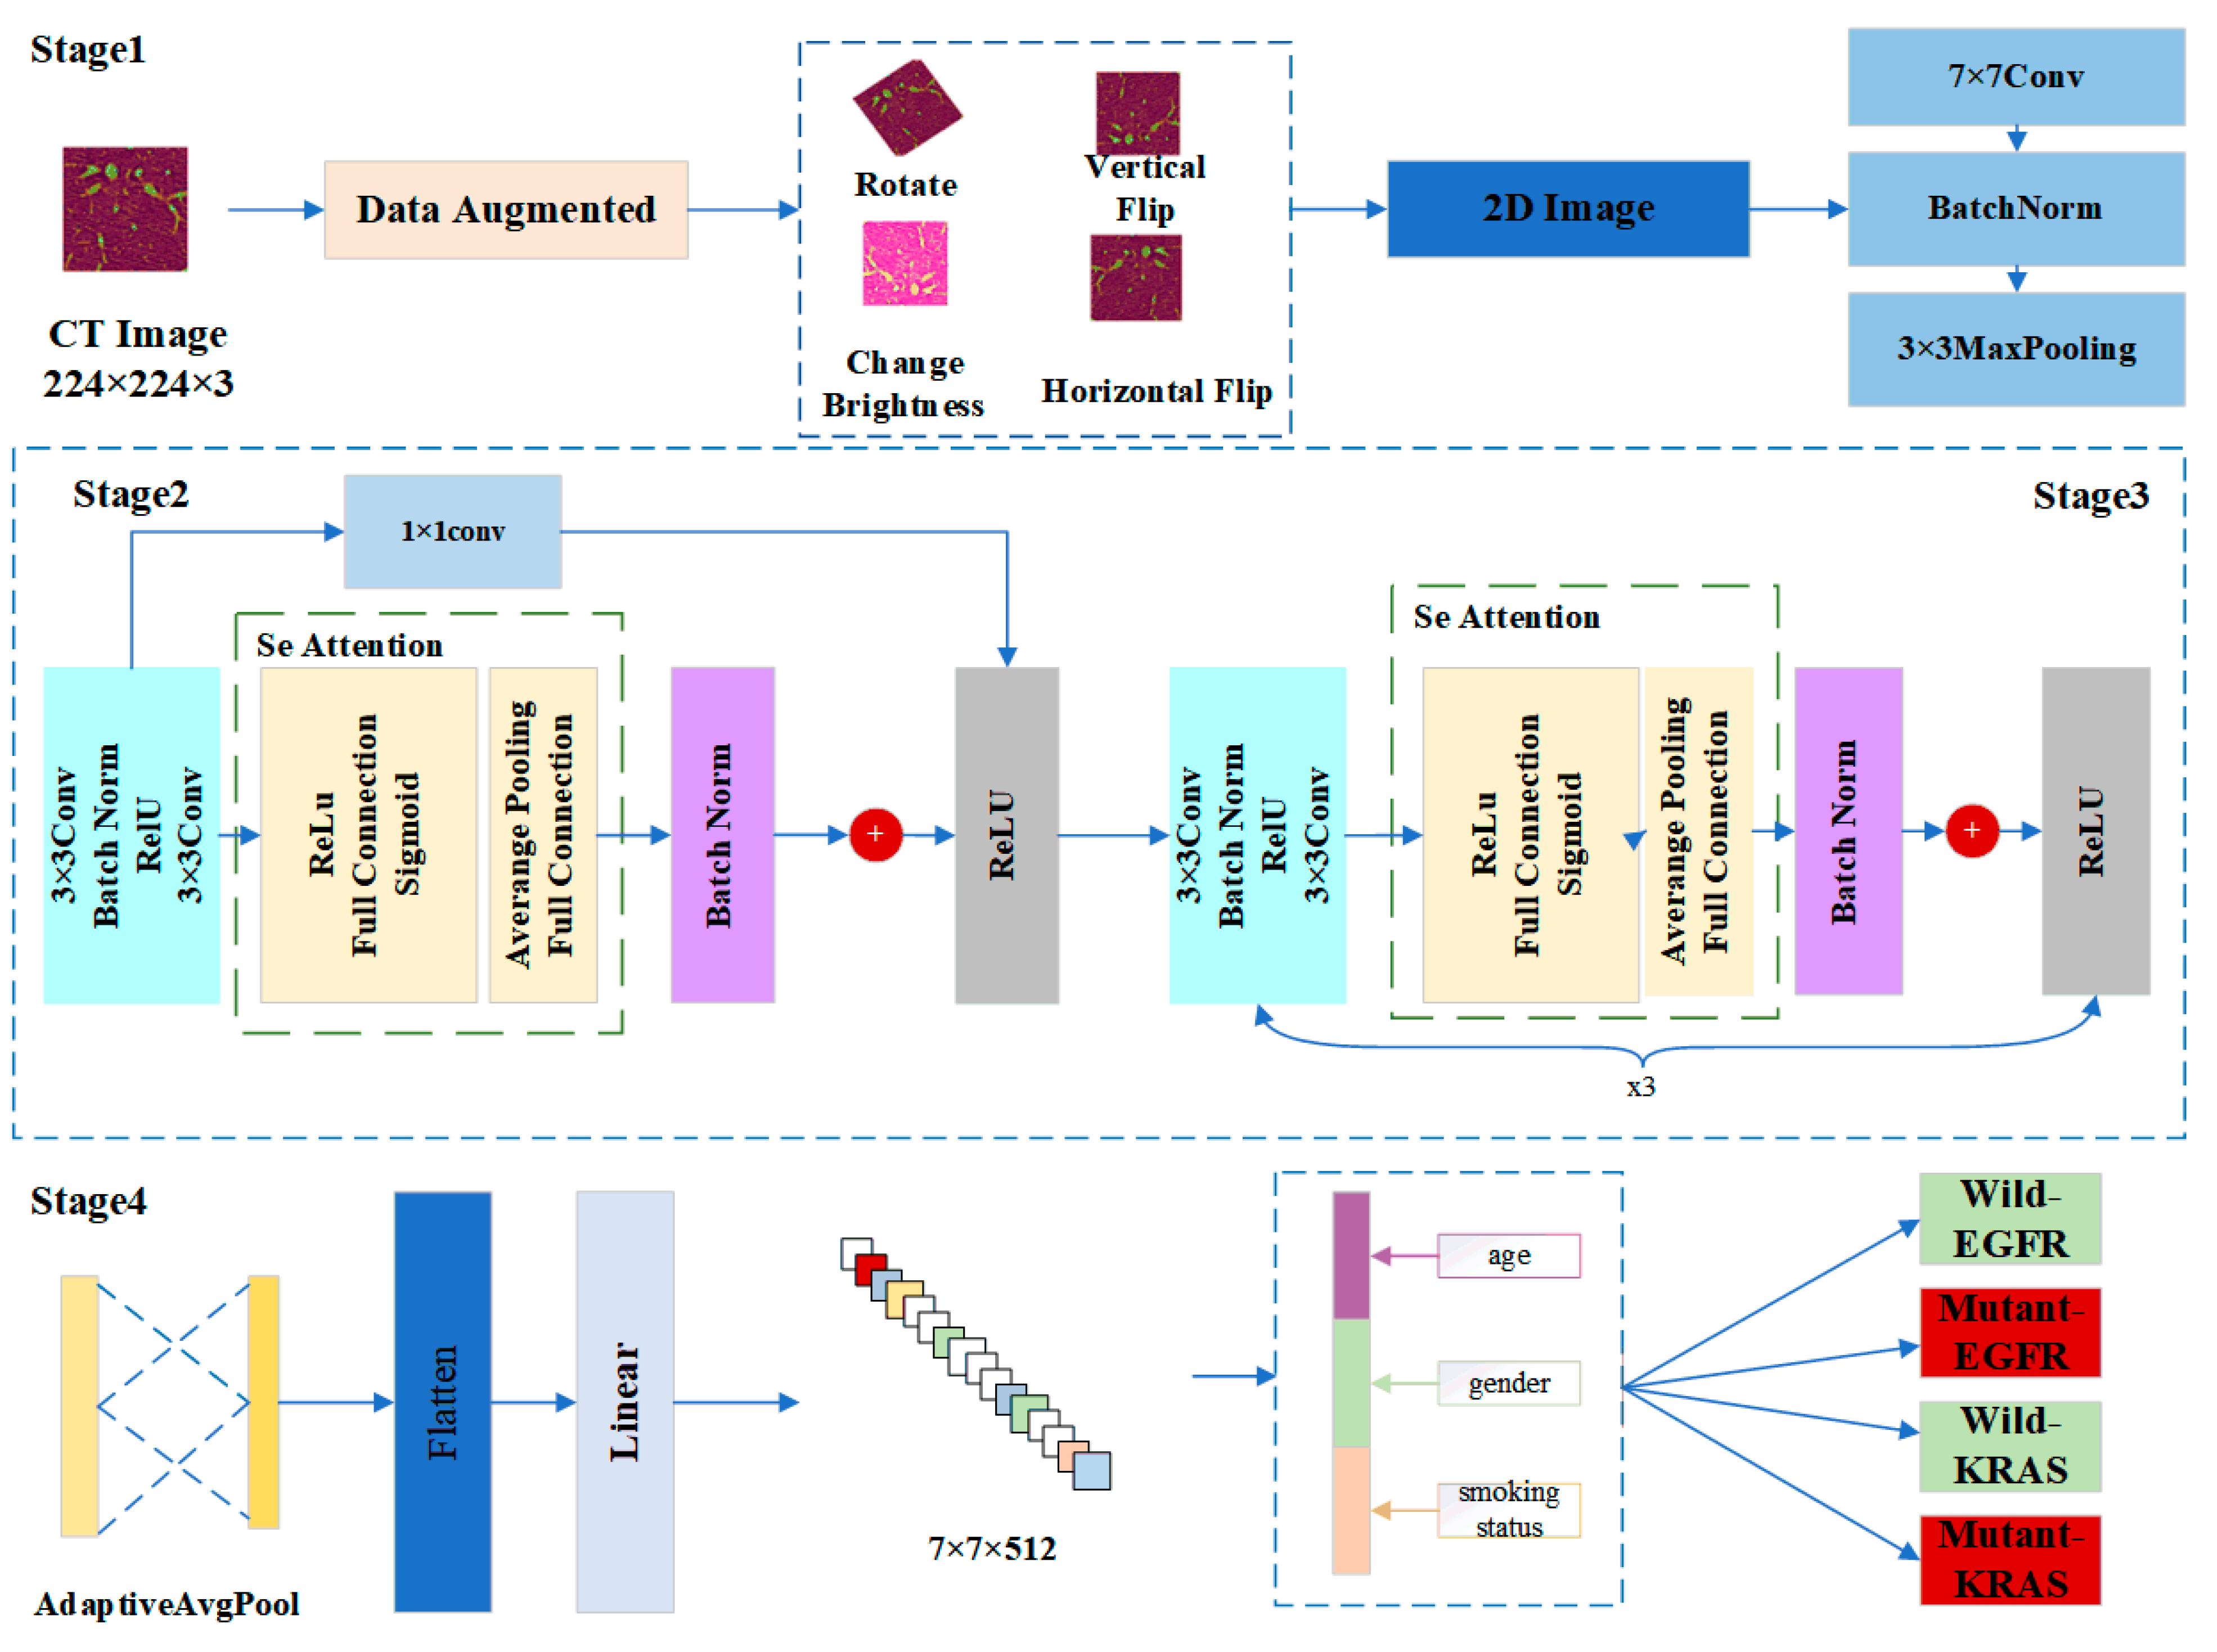 Stage1
CT Image
224×224×3
Data Augmented
Rotate
Vertical
Flip
Change
Brightness
Horizontal Flip
2D Image
7×7Conv
BatchNorm
3×3MaxPooling
Stage2
Stage3
1×1conv
Se Attention
3×3Conv
Batch Norm
RelU
3×3Conv
ReLu
Full Connection
Sigmoid
Averange Pooling
Full Connection
Batch Norm
+
ReLU
3×3Conv
Batch Norm
RelU
3×3Conv
Se Attention
ReLu
Full Connection
Sigmoid
Averange Pooling
Full Connection
Batch Norm
+
ReLU
x3
Stage4
AdaptiveAvgPool
Flatten
Linear
7×7×512
age
gender
smoking
status
Wild-
EGFR
Mutant-
EGFR
Wild-
KRAS
Mutant-
KRAS